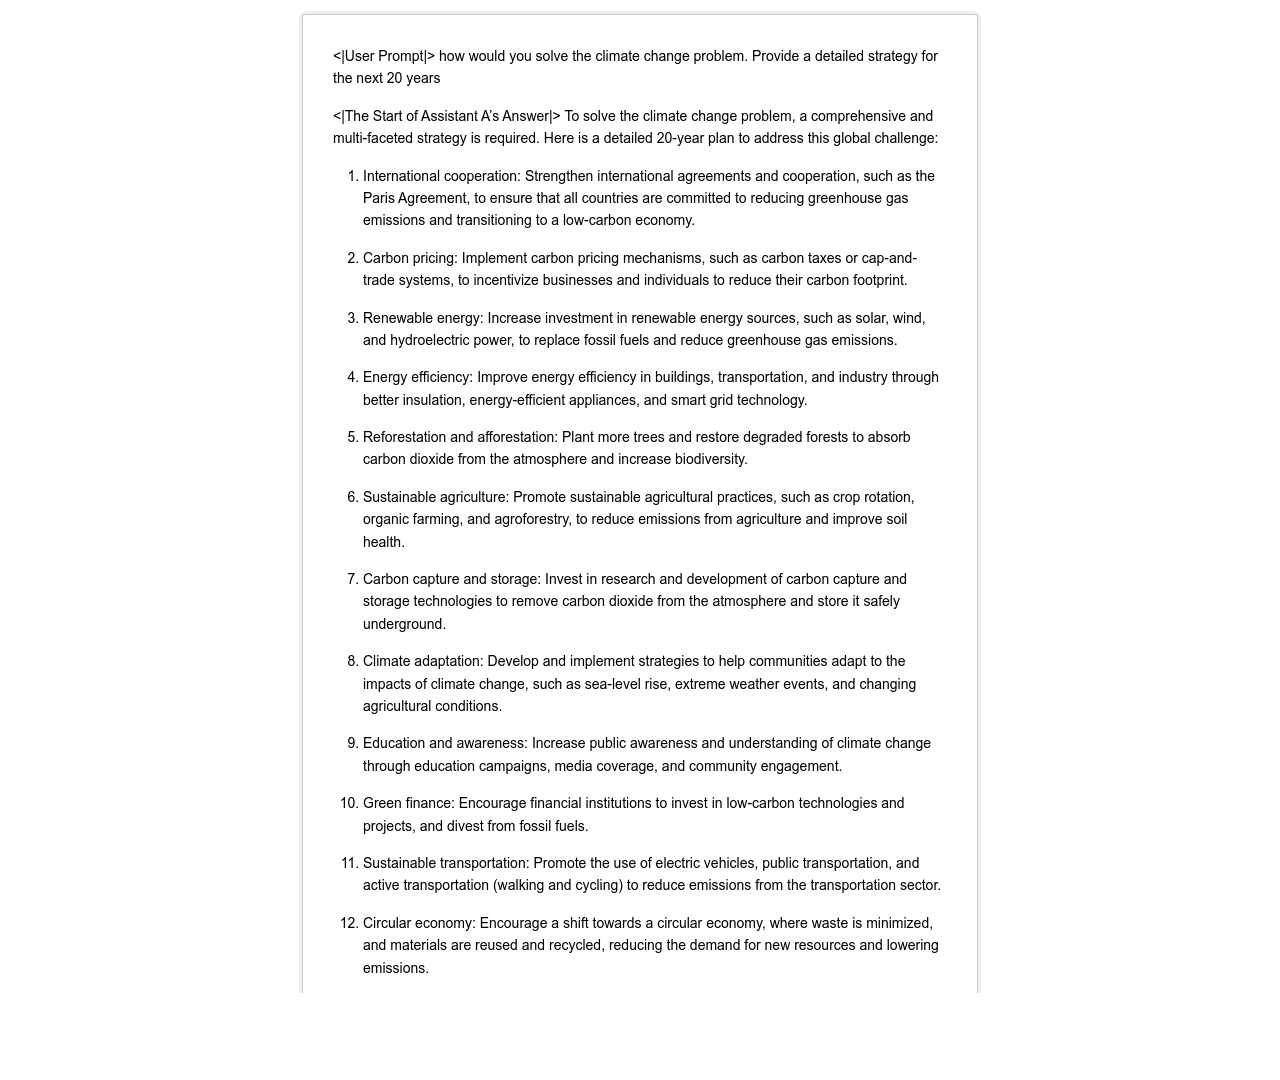 <|User Prompt|> how would you solve the climate change problem. Provide a detailed strategy for
the next 20 years
<|The Start of Assistant A’s Answer|> To solve the climate change problem, a comprehensive and
multi-faceted strategy is required. Here is a detailed 20-year plan to address this global challenge:
1. International cooperation: Strengthen international agreements and cooperation, such as the
Paris Agreement, to ensure that all countries are committed to reducing greenhouse gas
emissions and transitioning to a low-carbon economy.
2. Carbon pricing: Implement carbon pricing mechanisms, such as carbon taxes or cap-and-
trade systems, to incentivize businesses and individuals to reduce their carbon footprint.
3. Renewable energy: Increase investment in renewable energy sources, such as solar, wind,
and hydroelectric power, to replace fossil fuels and reduce greenhouse gas emissions.
4. Energy efficiency: Improve energy efficiency in buildings, transportation, and industry through
better insulation, energy-efficient appliances, and smart grid technology.
5. Reforestation and afforestation: Plant more trees and restore degraded forests to absorb
carbon dioxide from the atmosphere and increase biodiversity.
6. Sustainable agriculture: Promote sustainable agricultural practices, such as crop rotation,
organic farming, and agroforestry, to reduce emissions from agriculture and improve soil
health.
7. Carbon capture and storage: Invest in research and development of carbon capture and
storage technologies to remove carbon dioxide from the atmosphere and store it safely
underground.
8. Climate adaptation: Develop and implement strategies to help communities adapt to the
impacts of climate change, such as sea-level rise, extreme weather events, and changing
agricultural conditions.
9. Education and awareness: Increase public awareness and understanding of climate change
through education campaigns, media coverage, and community engagement.
10. Green finance: Encourage financial institutions to invest in low-carbon technologies and
projects, and divest from fossil fuels.
11. Sustainable transportation: Promote the use of electric vehicles, public transportation, and
active transportation (walking and cycling) to reduce emissions from the transportation sector.
12. Circular economy: Encourage a shift towards a circular economy, where waste is minimized,
and materials are reused and recycled, reducing the demand for new resources and lowering
emissions.